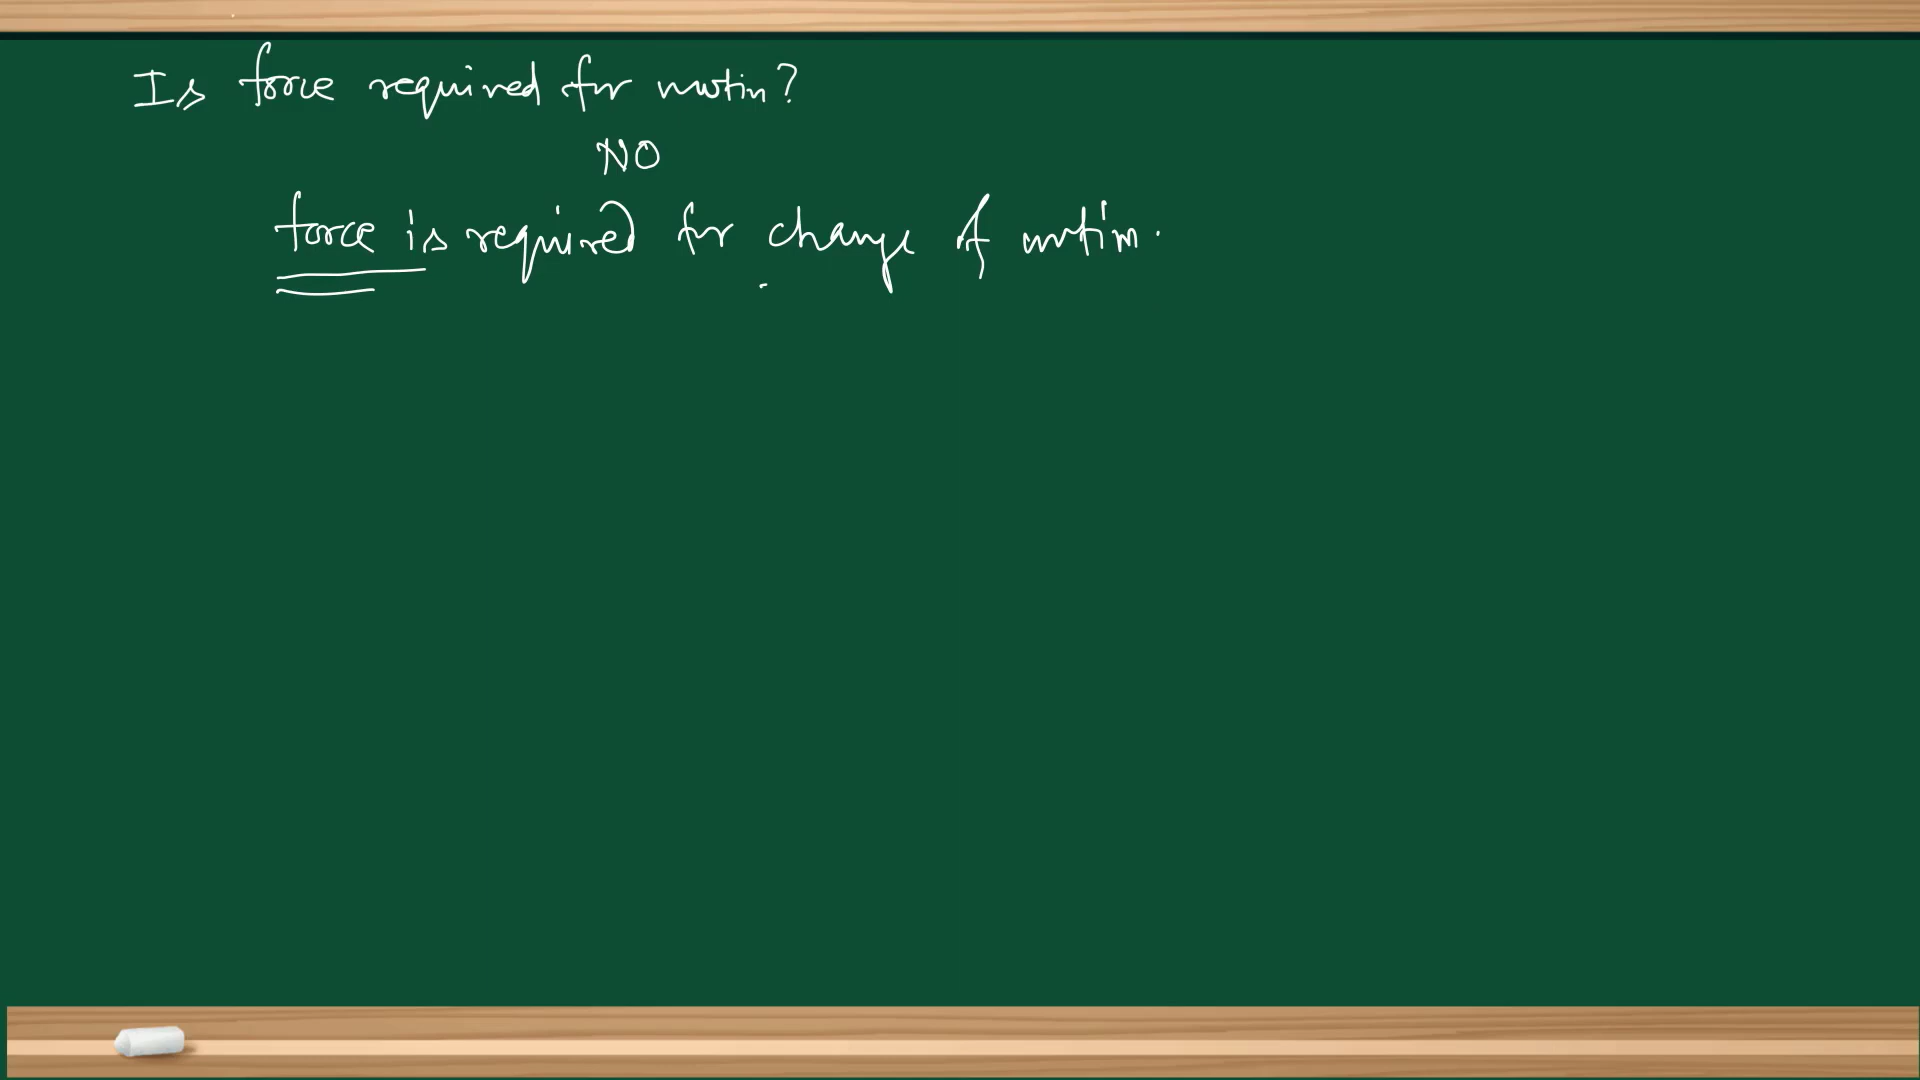 Is force required for motion?
NO
force is required for change of motion.